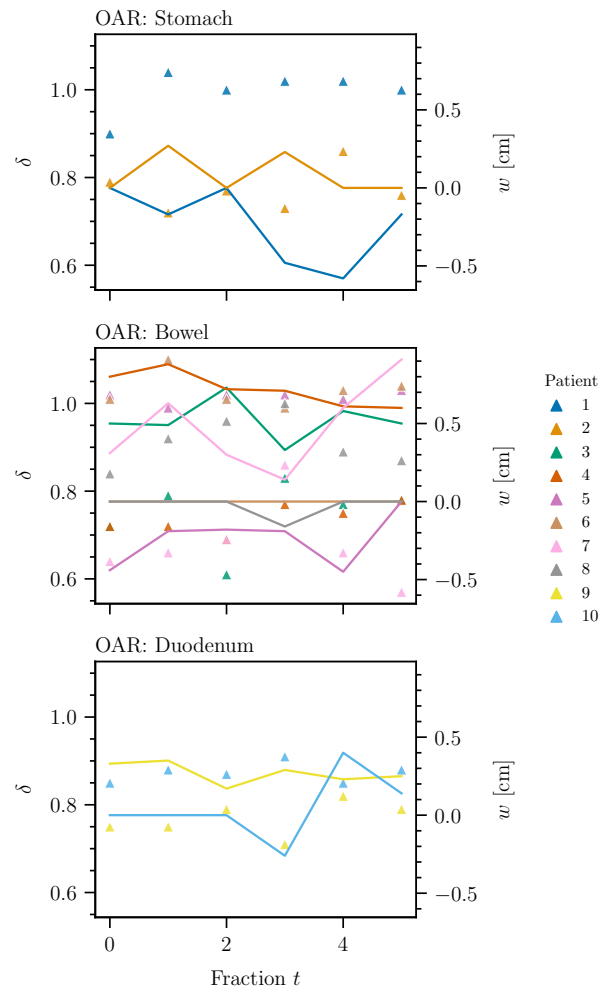 OAR: Stomach
1.0
0.8
0.6
δ
0.5
0.0
−0.5
w [cm]
OAR: Bowel
1.0
0.8
0.6
δ
0.5
0.0
−0.5
w [cm]
Patient
1
2
3
4
5
6
7
8
9
10
OAR: Duodenum
1.0
0.8
0.6
δ
0.5
0.0
−0.5
w [cm]
0 2 4
Fraction t